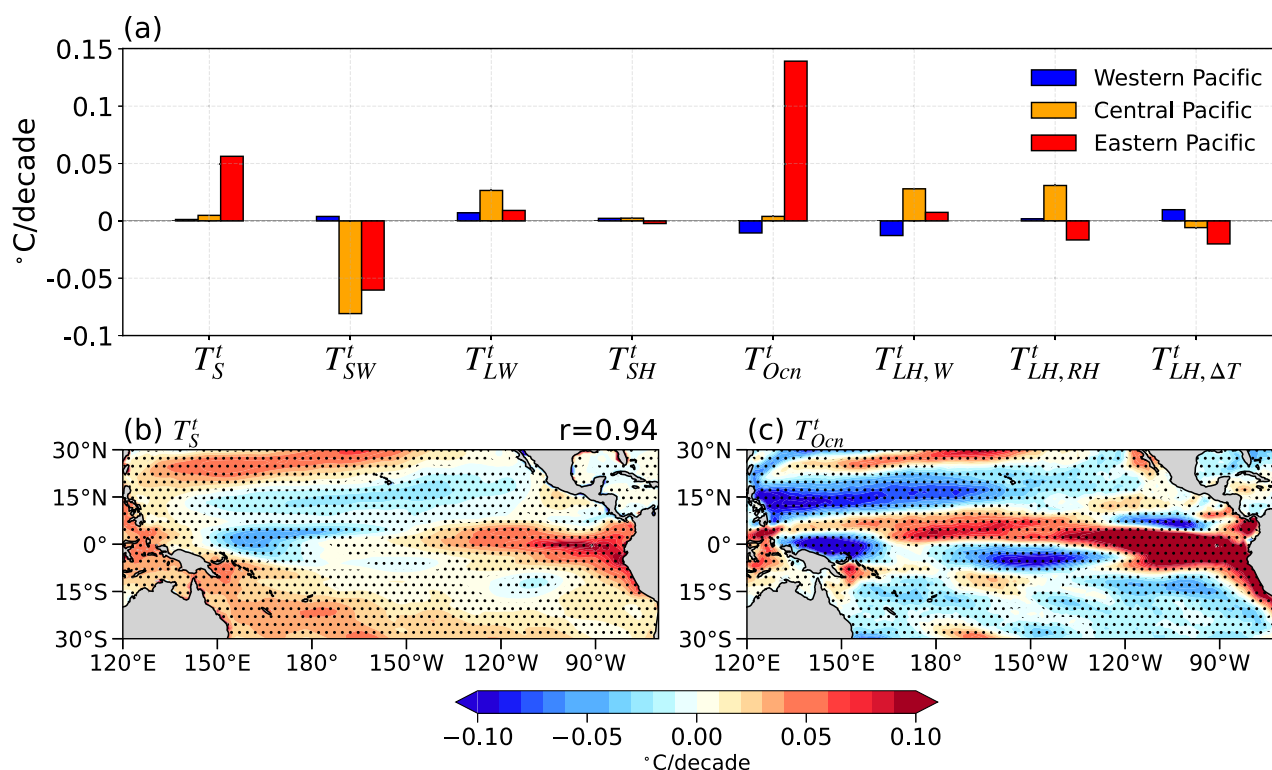 (a)
0.15
0.1
0.05
0
-0.05
-0.1
°C/decade
Western Pacific
Central Pacific
Eastern Pacific
T_S^t T_SW^t T_LW^t T_SH^t T_Ocn^t T_LH, W^t T_LH, RH^t T_LH, ΔT^t
(b) T_S^t r=0.94
30°N
15°N
0°
15°S
30°S
120°E 150°E 180° 150°W 120°W 90°W
(c) T_Ocn^t
30°N
15°N
0°
15°S
30°S
120°E 150°E 180° 150°W 120°W 90°W
−0.10 −0.05 0.00 0.05 0.10
°C/decade